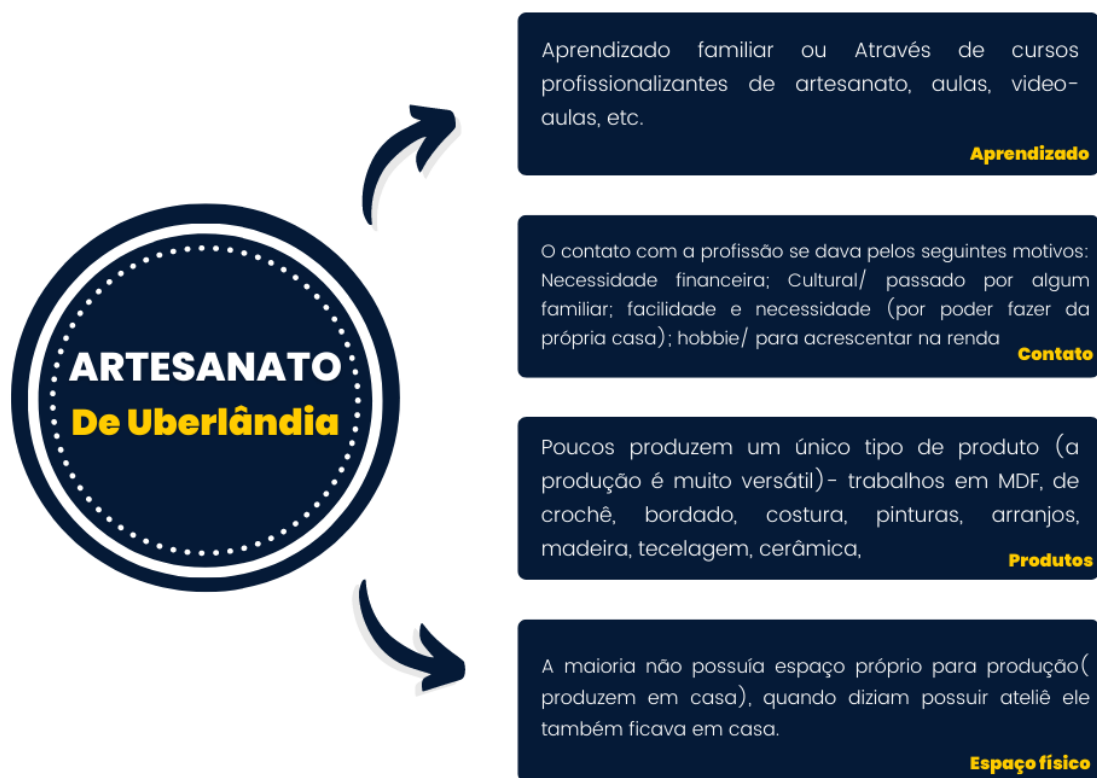 ARTESANATO
De Uberlândia
Aprendizado familiar ou Através de cursos
profissionalizantes de artesanato, aulas, video-
aulas, etc.
Aprendizado
O contato com a profissão se dava pelos seguintes motivos:
Necessidade financeira; Cultural/ passado por algum
familiar; facilidade e necessidade (por poder fazer da
própria casa); hobbie/ para acrescentar na renda
Contato
Poucos produzem um único tipo de produto (a
produção é muito versátil)- trabalhos em MDF, de
crochê, bordado, costura, pinturas, arranjos,
madeira, tecelagem, cerâmica,
Produtos
A maioria não possuía espaço próprio para produção(
produzem em casa), quando diziam possuir ateliê ele
também ficava em casa.
Espaço físico